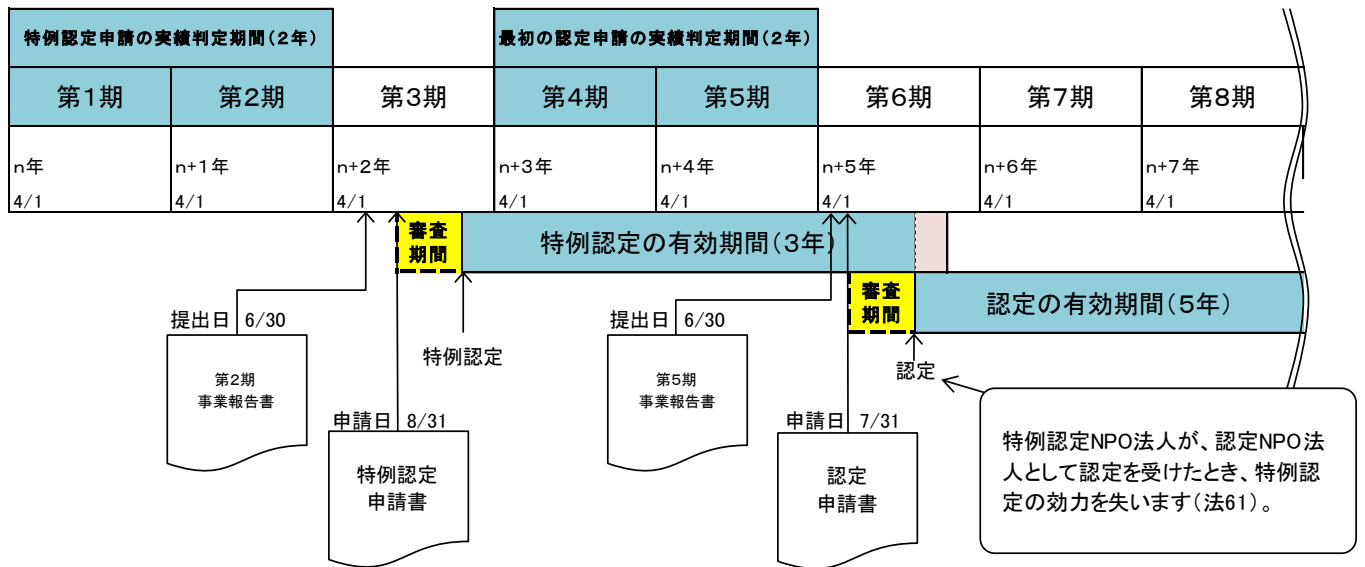 特例認定申請の実績判定期間(2年)
最初の認定申請の実績判定期間(2年)
第1期
第2期
第3期
第4期
第5期
第6期
第7期
第8期
n年
n+1年
n+2年
n+3年
n+4年
n+5年
n+6年
n+7年
4/1
4/1
4/1
4/1
4/1
4/1
4/1
4/1
審査
期間
特例認定の有効期間(3年)
審査
期間
認定の有効期間(5年)
提出日 6/30
第2期
事業報告書
特例認定
申請日 8/31
特例認定
申請書
提出日 6/30
第5期
事業報告書
認定
申請日 7/31
認定
申請書
特例認定NPO法人が、認定NPO法
人として認定を受けたとき、特例認
定の効力を失います(法61)。